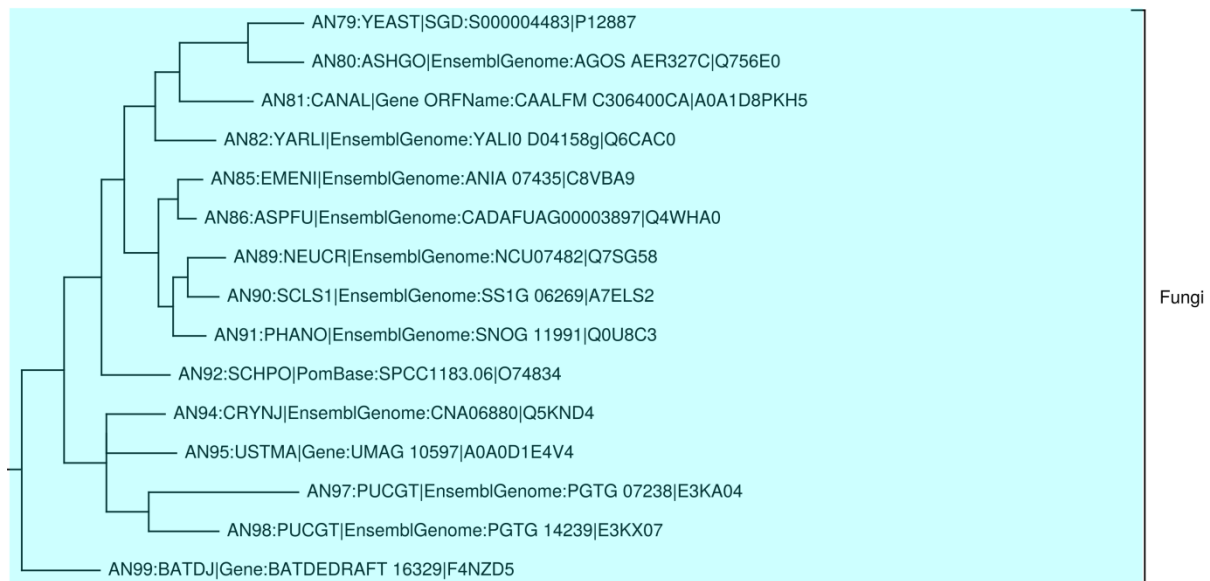 AN79:YEAST|SGD:S000004483|P12887
AN80:ASHGO|EnsemblGenome:AGOS AER327C|Q756E0
AN81:CANAL|Gene ORFName:CAALFM C306400CA|A0A1D8PKH5
AN82:YARLI|EnsemblGenome:YALI0 D04158g|Q6CAC0
AN85:EMENI|EnsemblGenome:ANIA 07435|C8VBA9
AN86:ASPFU|EnsemblGenome:CADAFUAG00003897|Q4WHA0
AN89:NEUCR|EnsemblGenome:NCU07482|Q7SG58
AN90:SCLS1|EnsemblGenome:SS1G 06269|A7ELS2
Fungi
AN91:PHANO|EnsemblGenome:SNOG 11991|Q0U8C3
AN92:SCHPO|PomBase:SPCC1183.06|O74834
AN94:CRYNJ|EnsemblGenome:CNA06880|Q5KND4
AN95:USTMA|Gene:UMAG 10597|A0A0D1E4V4
AN97:PUCGT|EnsemblGenome:PGTG 07238|E3KA04
AN98:PUCGT|EnsemblGenome:PGTG 14239|E3KX07
AN99:BATDJ|Gene:BATDEDRAFT 16329|F4NZD5